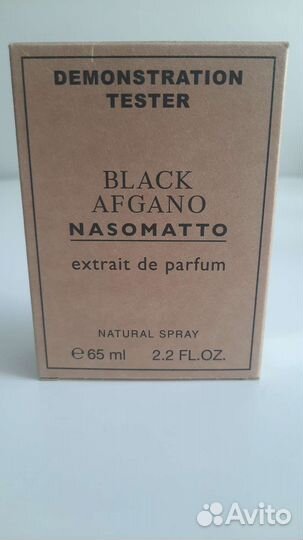 DEMONSTRATION
TESTER
BLACK
AFGANO
NASOMATTO
extrait de parfum
NATURAL SPRAY
℮ 65 ml 2.2 FL.OZ.
Avito